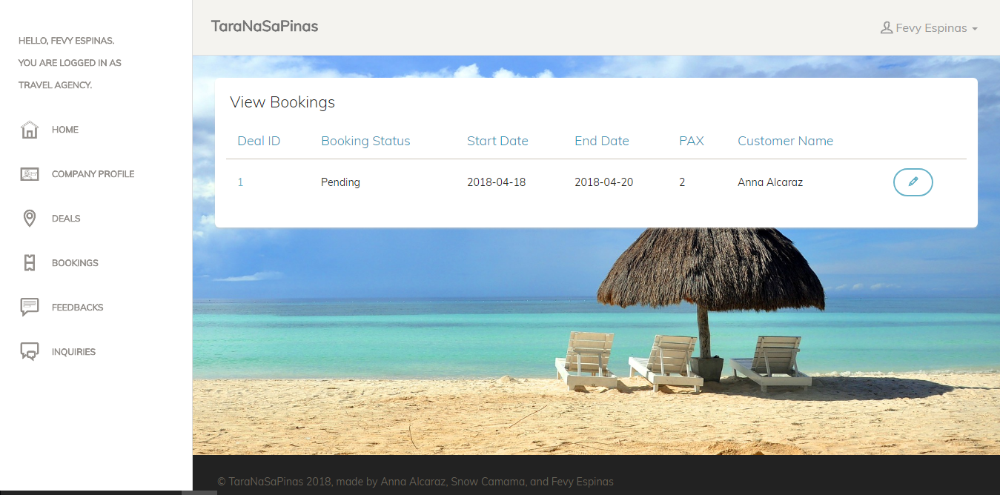 HELLO, FEVY ESPINAS.
YOU ARE LOGGED IN AS
TRAVEL AGENCY.
HOME
COMPANY PROFILE
DEALS
BOOKINGS
FEEDBACKS
INQUIRIES
TaraNaSaPinas
Fevy Espinas
View Bookings
Deal ID Booking Status Start Date End Date PAX Customer Name
1 Pending 2018-04-18 2018-04-20 2 Anna Alcaraz
© TaraNaSaPinas 2018, made by Anna Alcaraz, Snow Camama, and Fevy Espinas